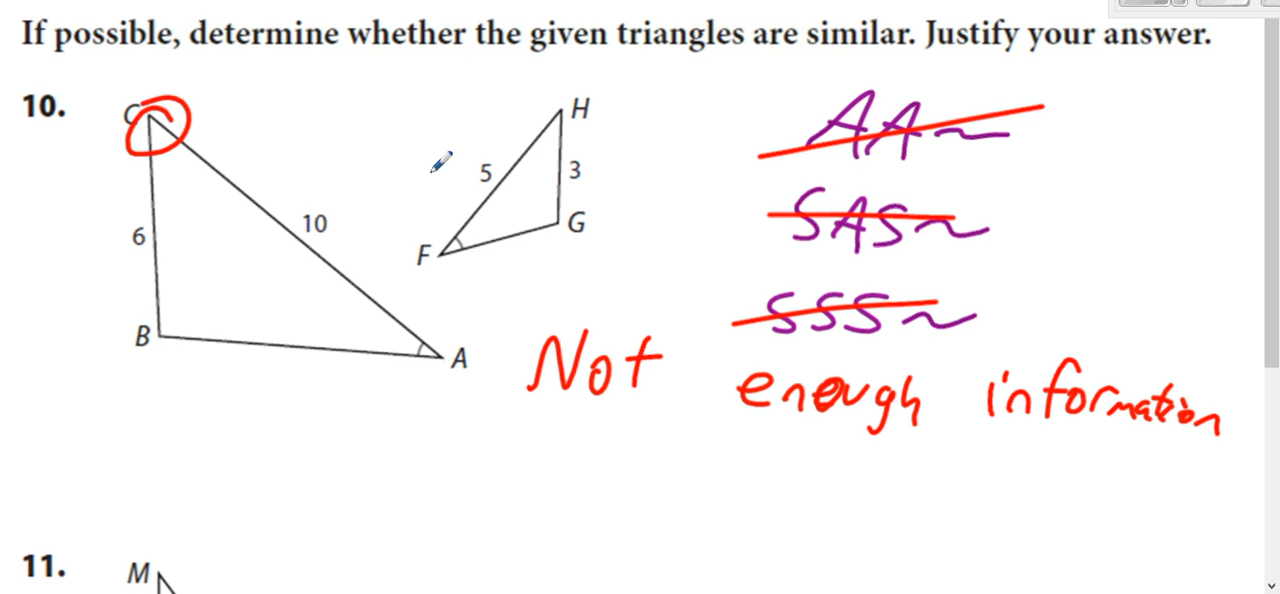 If possible, determine whether the given triangles are similar. Justify your answer.
10.
C
6
10
B
A
H
5
3
G
F
AA~
SAS~
SSS~
Not enough information
11.
M